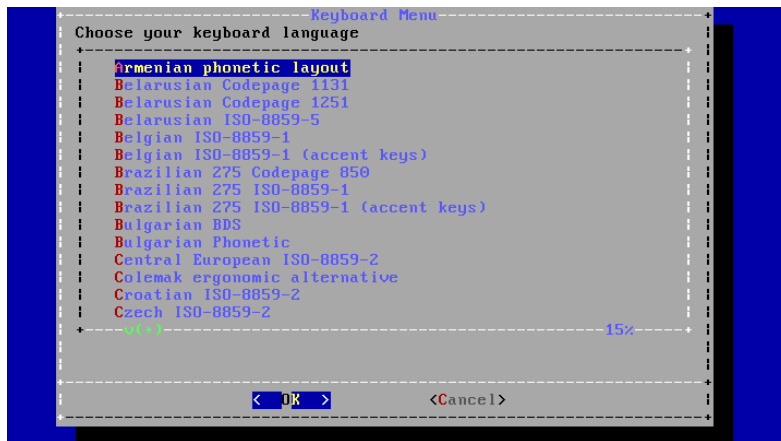 Keyboard Menu
Choose your keyboard language
Armenian phonetic layout
Belarusian Codepage 1131
Belarusian Codepage 1251
Belarusian ISO-8859-5
Belgian ISO-8859-1
Belgian ISO-8859-1 (accent keys)
Brazilian 275 Codepage 850
Brazilian 275 ISO-8859-1
Brazilian 275 ISO-8859-1 (accent keys)
Bulgarian BDS
Bulgarian Phonetic
Central European ISO-8859-2
Colemak ergonomic alternative
Croatian ISO-8859-2
Czech ISO-8859-2
v(+) 15%
< OK > <Cancel>